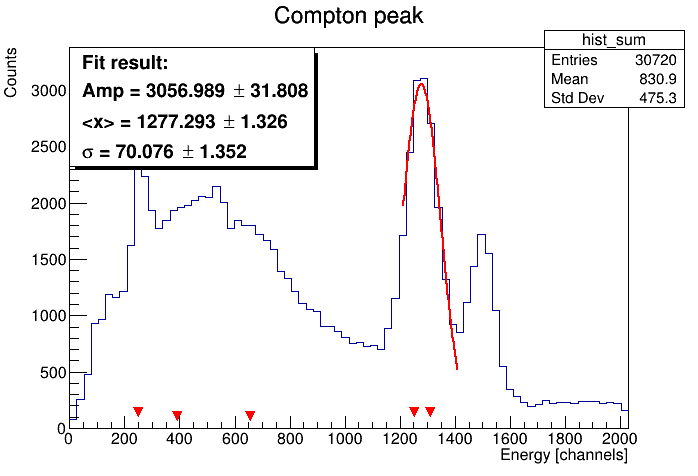 Compton peak
hist_sum
Entries 30720
Mean 830.9
Std Dev 475.3
Fit result:
Amp = 3056.989 ± 31.808
<x> = 1277.293 ± 1.326
σ = 70.076 ± 1.352
Counts
3000
2500
2000
1500
1000
500
0
0 200 400 600 800 1000 1200 1400 1600 1800 2000
Energy [channels]